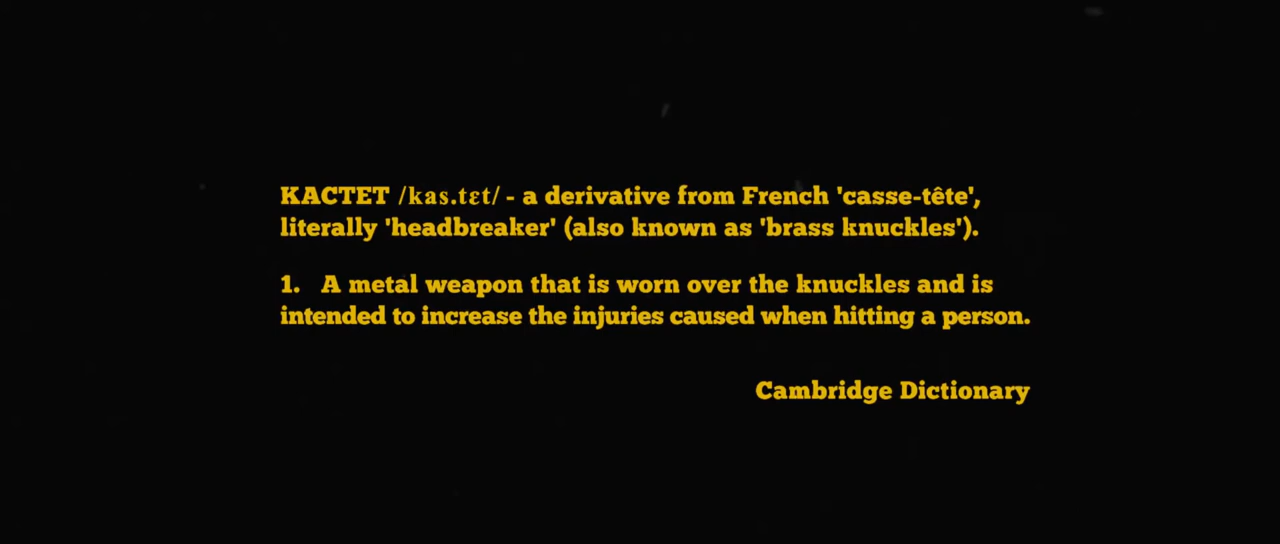 KACTET /kas.tɛt/ - a derivative from French 'casse-tête',
literally 'headbreaker' (also known as 'brass knuckles').
1. A metal weapon that is worn over the knuckles and is
intended to increase the injuries caused when hitting a person.
Cambridge Dictionary